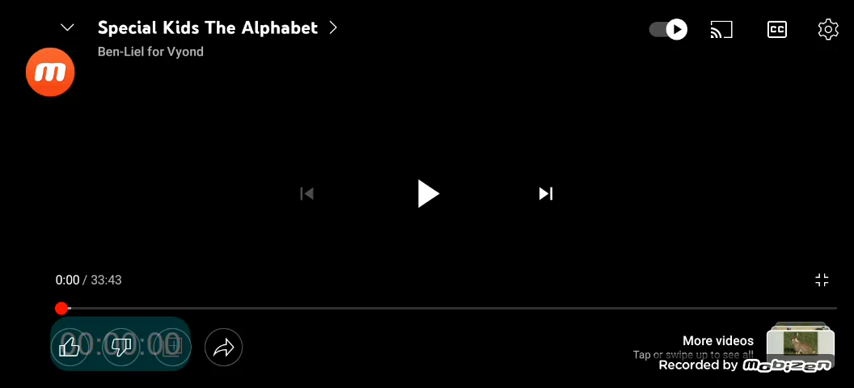 Special Kids The Alphabet
Ben-Liel for Vyond
m
CC
0:00 / 33:43
00:00:00
More videos
Tap or swipe up to see all
Recorded by mobizen